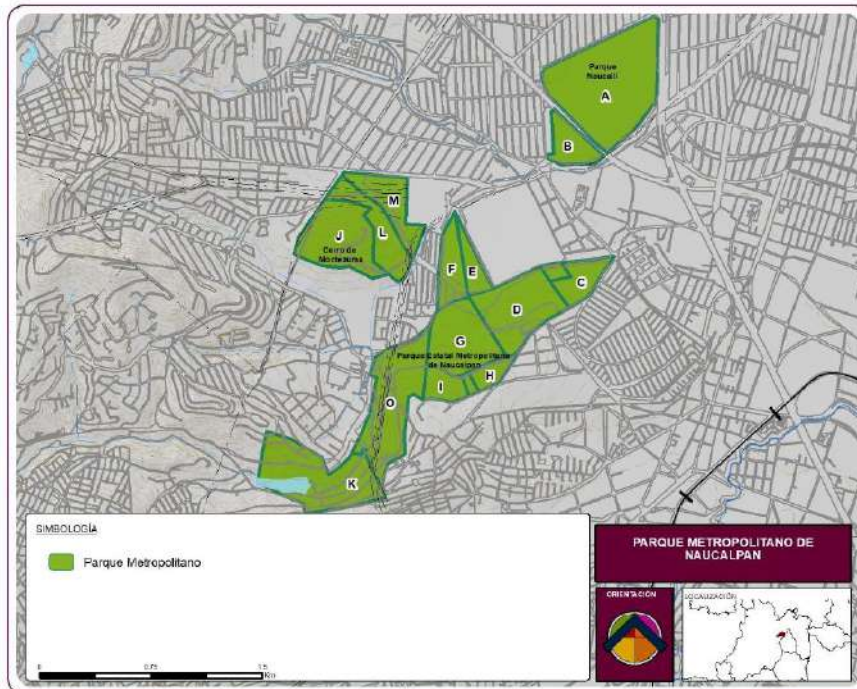 Parque
Naucalli
A
B
M
L
J
Cerro de
Moctezuma
F
E
C
D
G
Parque Estatal Metropolitano
de Naucalpan
H
I
O
K
SIMBOLOGÍA
Parque Metropolitano
0
0.75
1.5
Km
PARQUE METROPOLITANO DE
NAUCALPAN
ORIENTACIÓN
LOCALIZACIÓN